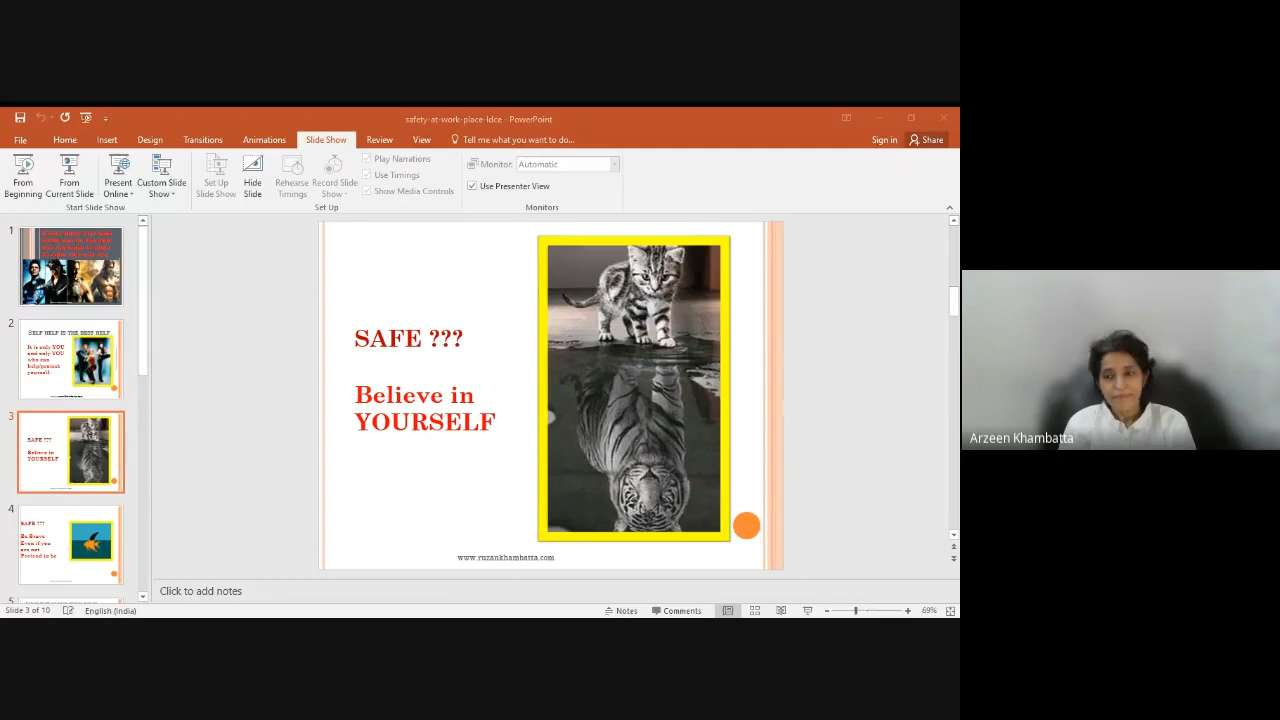 safety-at-work-place-ldce - PowerPoint
File Home Insert Design Transitions Animations Slide Show Review View Tell me what you want to do... Sign in Share
From Beginning
From Current Slide
Present Online
Custom Slide Show
Set Up Slide Show
Hide Slide
Rehearse Timings
Record Slide Show
Play Narrations
Use Timings
Show Media Controls
Monitor: Automatic
Use Presenter View
Start Slide Show
Set Up
Monitors
1
2
SELF HELP IS THE BEST HELP
It is only YOU
and only YOU
who can
help/protect
yourself.
3
SAFE ???
Believe in
YOURSELF
4
SAFE ???
Be Brave
Even if you
are not
Pretend to be
5
SAFE ???
Believe in
YOURSELF
www.ruzankhambatta.com
Click to add notes
Slide 3 of 10 English (India) Notes Comments 69%
Arzeen Khambatta